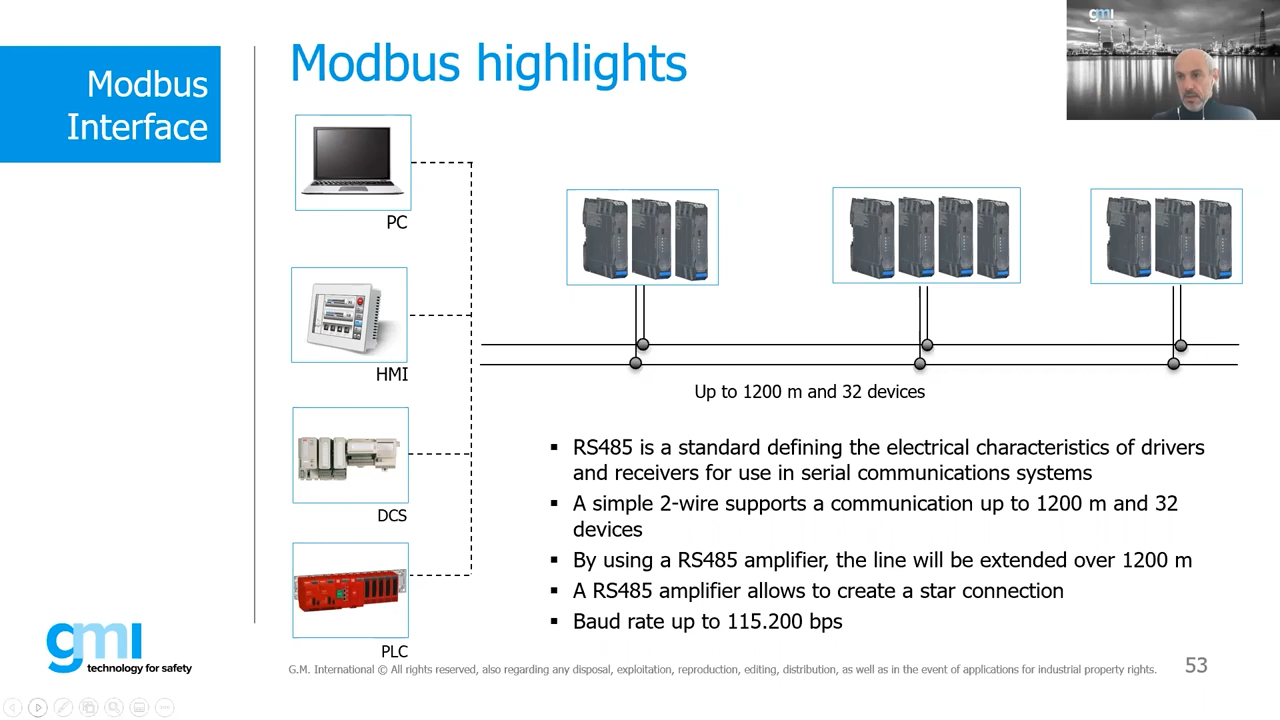 Modbus
Interface
Modbus highlights
gmi
PC
HMI
DCS
PLC
Up to 1200 m and 32 devices
▪ RS485 is a standard defining the electrical characteristics of drivers
and receivers for use in serial communications systems
▪ A simple 2-wire supports a communication up to 1200 m and 32
devices
▪ By using a RS485 amplifier, the line will be extended over 1200 m
▪ A RS485 amplifier allows to create a star connection
▪ Baud rate up to 115.200 bps
gmi
technology for safety
G.M. International © All rights reserved, also regarding any disposal, exploitation, reproduction, editing, distribution, as well as in the event of applications for industrial property rights.
53